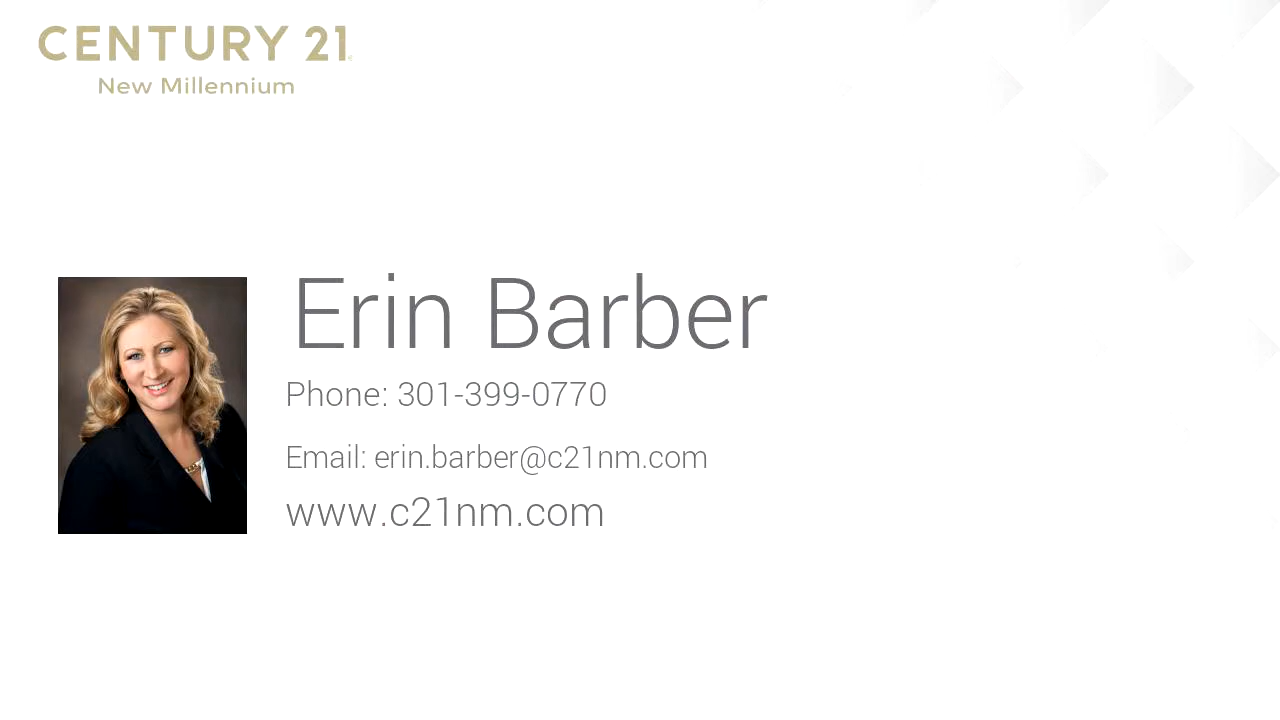 CENTURY 21
New Millennium
Erin Barber
Phone: 301-399-0770
Email: erin.barber@c21nm.com
www.c21nm.com